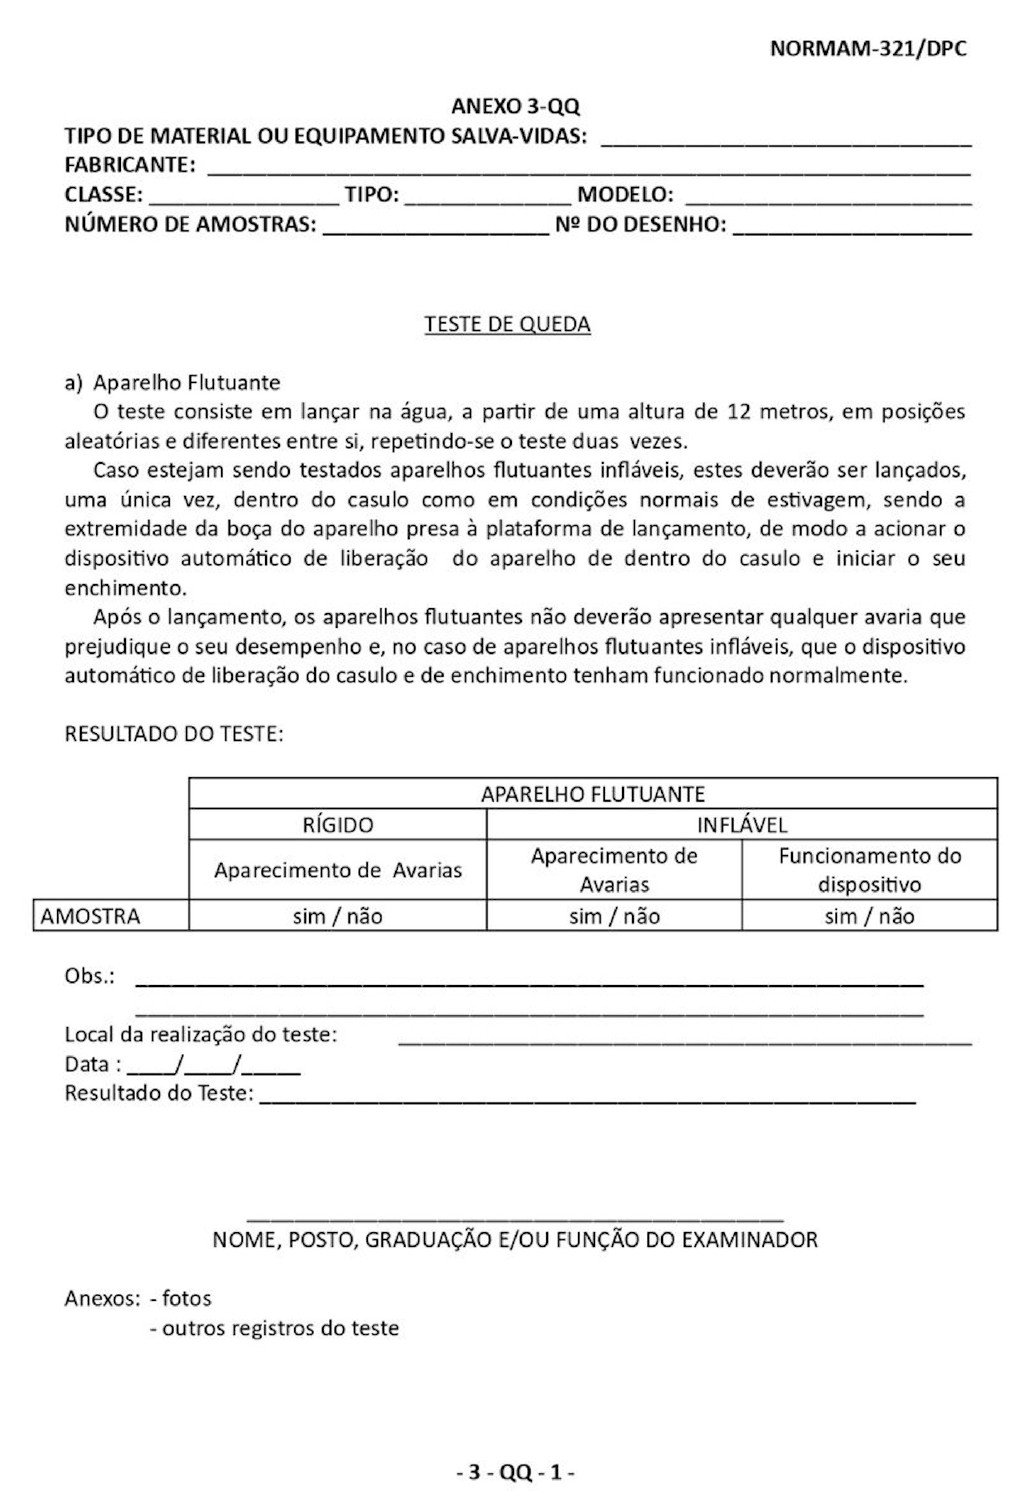 NORMAM-321/DPC
ANEXO 3-QQ
TIPO DE MATERIAL OU EQUIPAMENTO SALVA-VIDAS: ______________________________
FABRICANTE: ______________________________
CLASSE: ________________ TIPO: ______________ MODELO: ________________________
NÚMERO DE AMOSTRAS: ___________________ Nº DO DESENHO: ____________________
TESTE DE QUEDA
a) Aparelho Flutuante
O teste consiste em lançar na água, a partir de uma altura de 12 metros, em posições
aleatórias e diferentes entre si, repetindo-se o teste duas vezes.
Caso estejam sendo testados aparelhos flutuantes infláveis, estes deverão ser lançados,
uma única vez, dentro do casulo como em condições normais de estivagem, sendo a
extremidade da boça do aparelho presa à plataforma de lançamento, de modo a acionar o
dispositivo automático de liberação do aparelho de dentro do casulo e iniciar o seu
enchimento.
Após o lançamento, os aparelhos flutuantes não deverão apresentar qualquer avaria que
prejudique o seu desempenho e, no caso de aparelhos flutuantes infláveis, que o dispositivo
automático de liberação do casulo e de enchimento tenham funcionado normalmente.
RESULTADO DO TESTE:
APARELHO FLUTUANTE
RÍGIDO INFLÁVEL
Aparecimento de Avarias Aparecimento de Avarias Funcionamento do dispositivo
AMOSTRA sim / não sim / não sim / não
Obs.: ______________________________
______________________________
Local da realização do teste: ______________________________
Data : ____/____/_____
Resultado do Teste: ______________________________
______________________________
NOME, POSTO, GRADUAÇÃO E/OU FUNÇÃO DO EXAMINADOR
Anexos: - fotos
- outros registros do teste
- 3 - QQ - 1 -